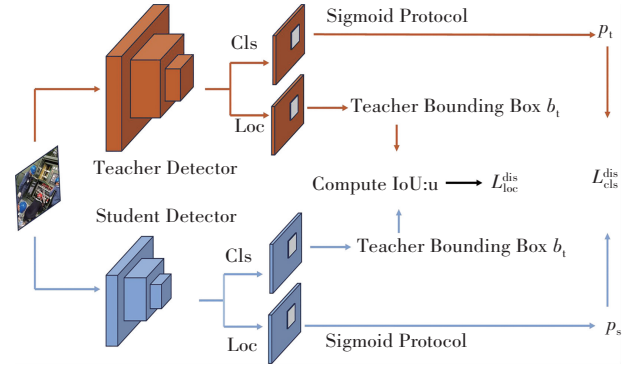 Sigmoid Protocol
Cls
p_t
Loc
Teacher Bounding Box b_t
Teacher Detector
Compute IoU:u
L_loc^dis
L_cls^dis
Student Detector
Cls
Teacher Bounding Box b_t
Loc
Sigmoid Protocol
p_s